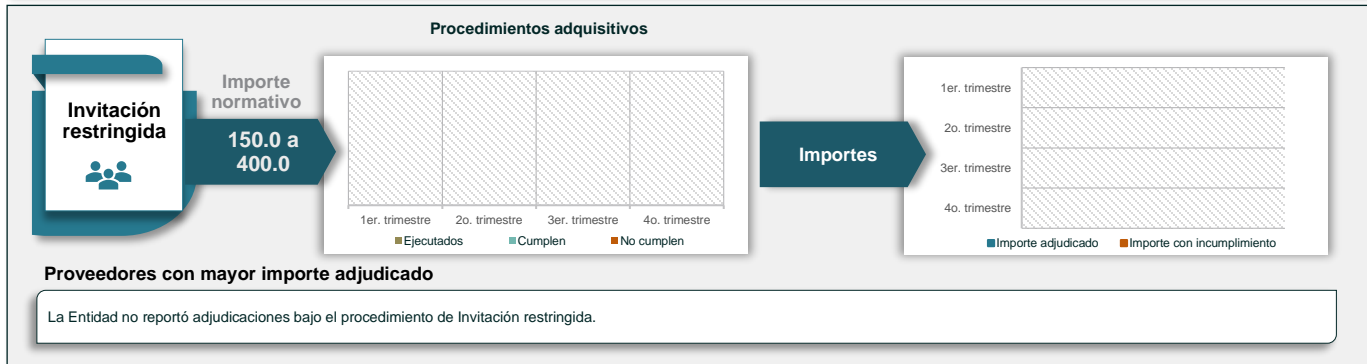 Procedimientos adquisitivos
Invitación
restringida
Importe
normativo
150.0 a
400.0
1er. trimestre
2o. trimestre
3er. trimestre
4o. trimestre
Ejecutados
Cumplen
No cumplen
Importes
1er. trimestre
2o. trimestre
3er. trimestre
4o. trimestre
Importe adjudicado
Importe con incumplimiento
Proveedores con mayor importe adjudicado
La Entidad no reportó adjudicaciones bajo el procedimiento de Invitación restringida.